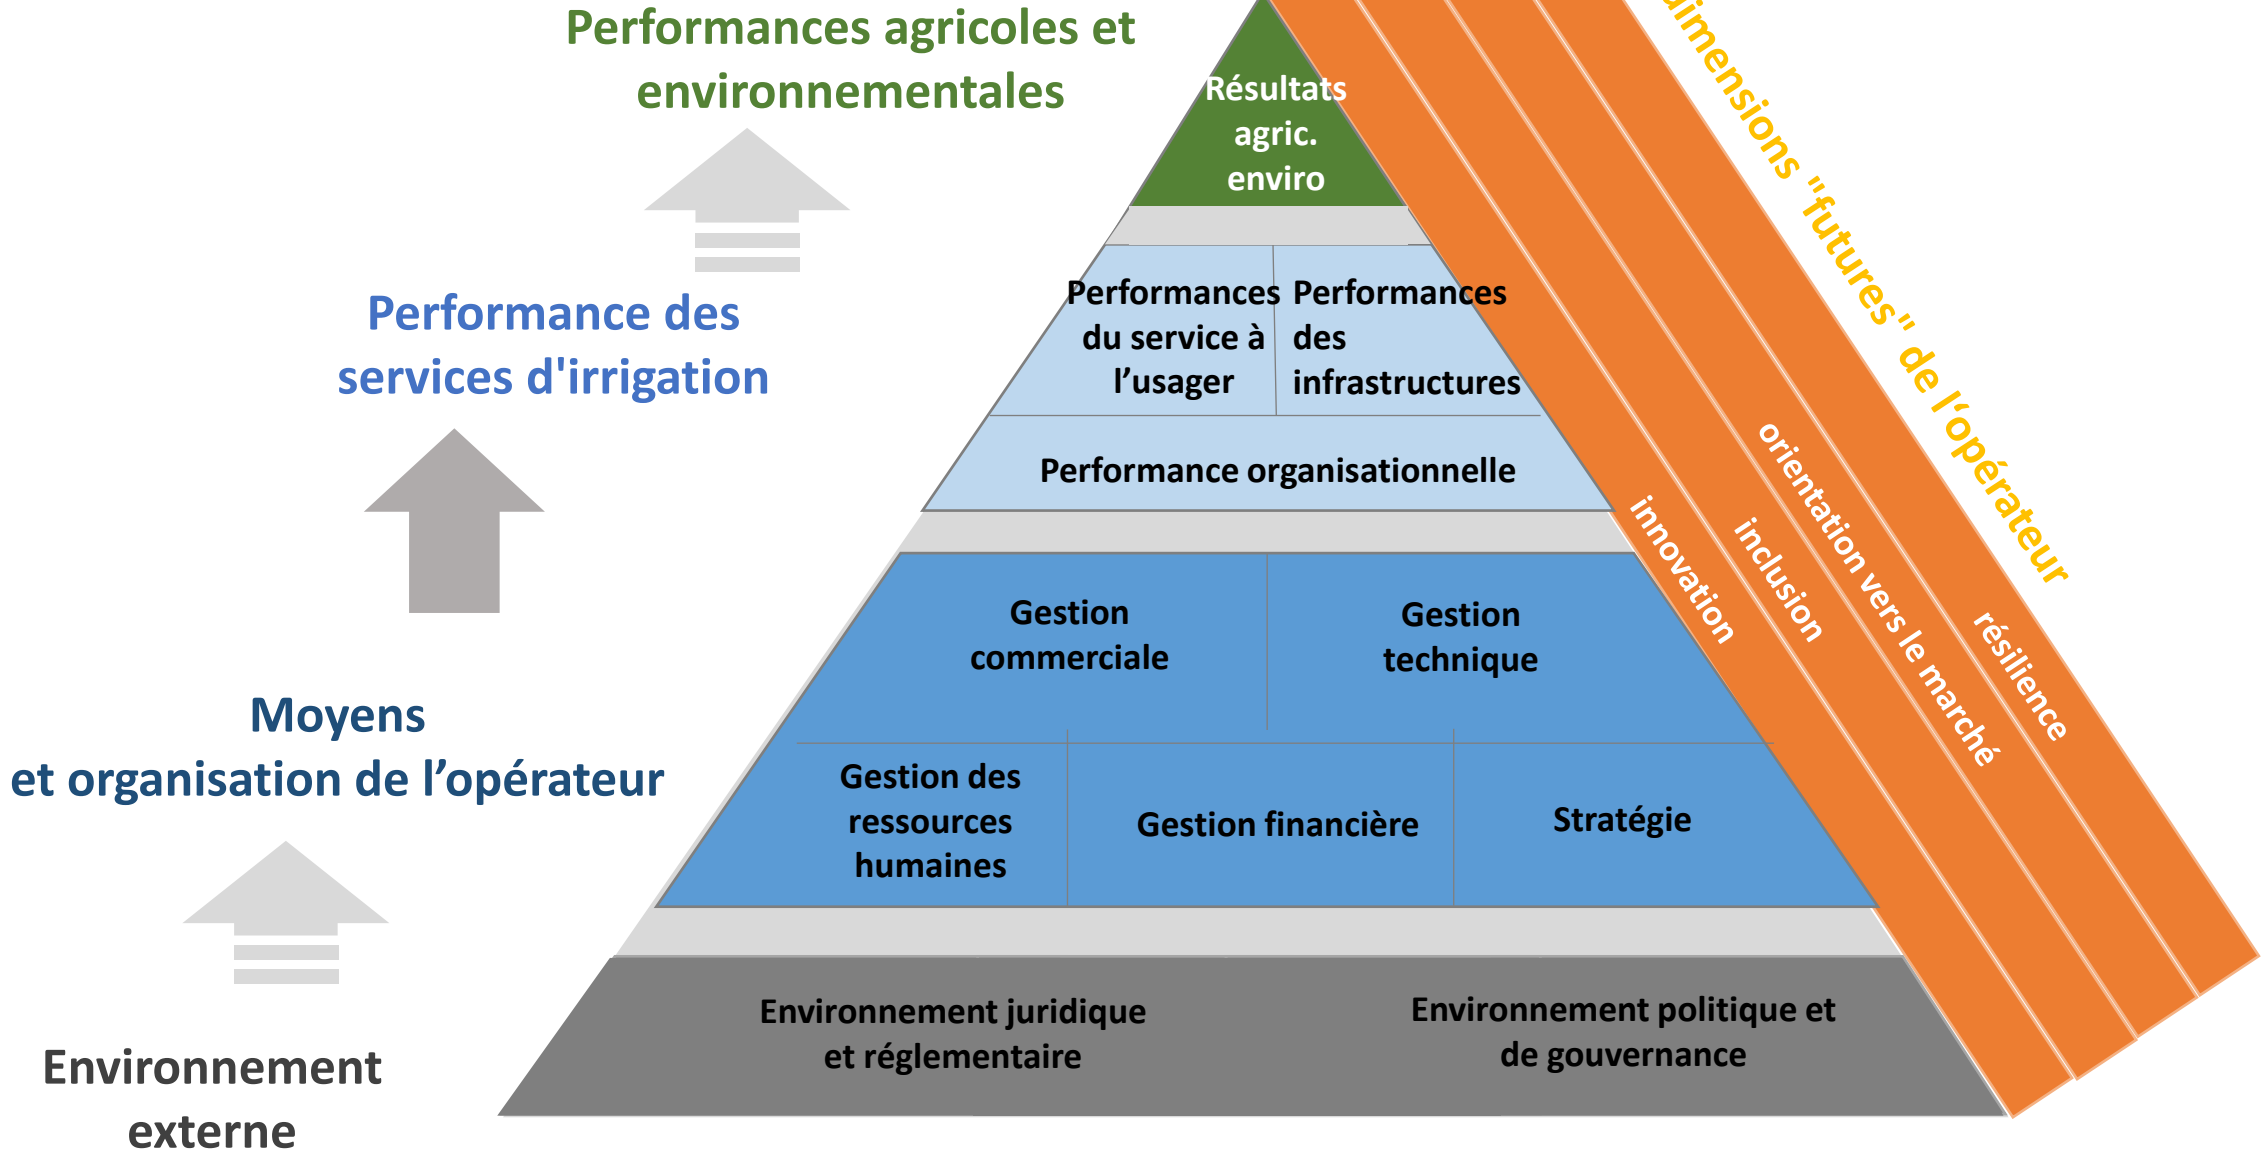 Performances agricoles et
environnementales
Performance des
services d'irrigation
Moyens
et organisation de l’opérateur
Environnement
externe
Résultats
agric.
enviro
Performances
du service à
l’usager
Performances
des
infrastructures
Performance organisationnelle
Gestion
commerciale
Gestion
technique
Gestion des
ressources
humaines
Gestion financière
Stratégie
Environnement juridique
et réglementaire
Environnement politique et
de gouvernance
innovation
inclusion
orientation vers le marché
résilience
dimensions "futures" de l‘opérateur